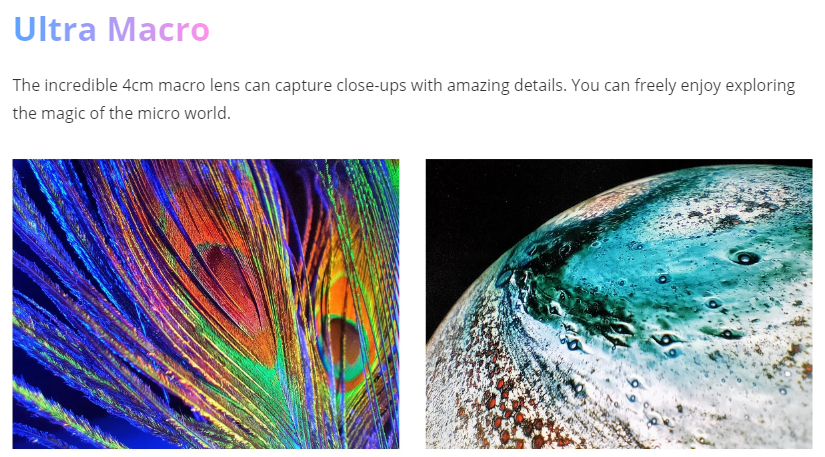 Ultra Macro
The incredible 4cm macro lens can capture close-ups with amazing details. You can freely enjoy exploring
the magic of the micro world.